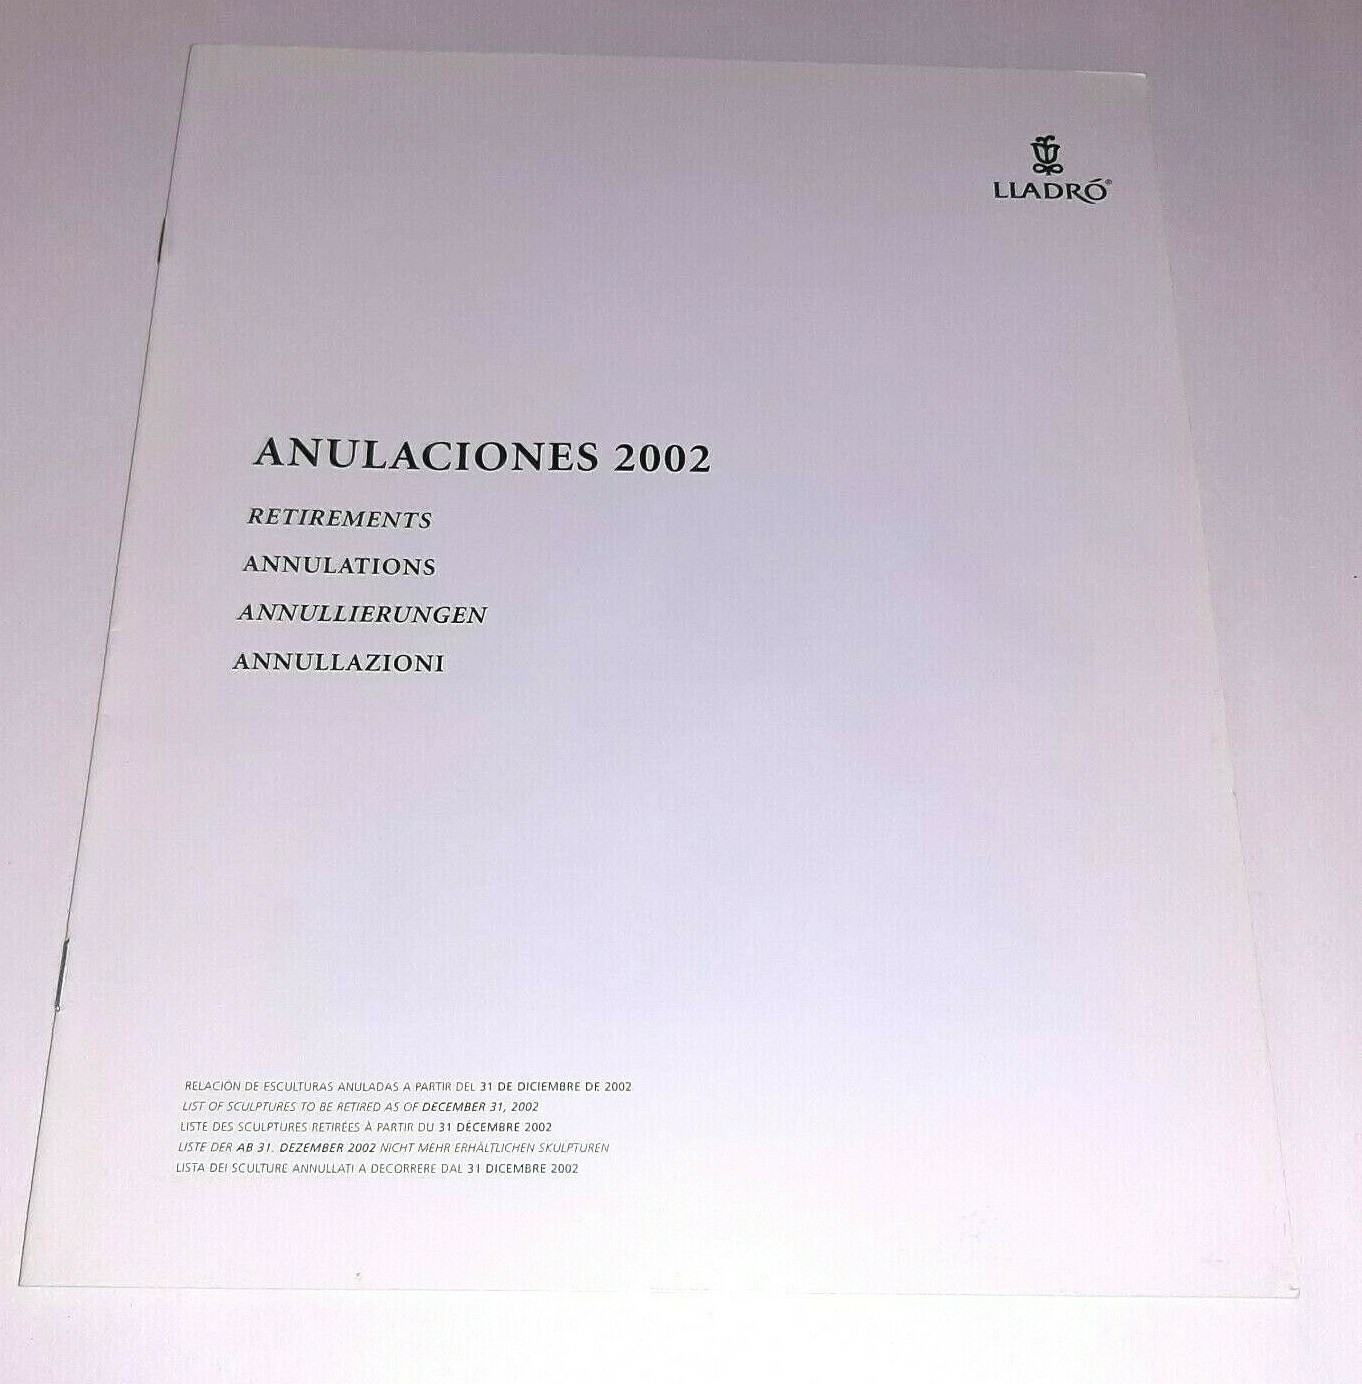 LLADRÓ®
ANULACIONES 2002
RETIREMENTS
ANNULATIONS
ANNULLIERUNGEN
ANNULLAZIONI
RELACIÓN DE ESCULTURAS ANULADAS A PARTIR DEL 31 DE DICIEMBRE DE 2002
LIST OF SCULPTURES TO BE RETIRED AS OF DECEMBER 31, 2002
LISTE DES SCULPTURES RETIRÉES À PARTIR DU 31 DÉCEMBRE 2002
LISTE DER AB 31. DEZEMBER 2002 NICHT MEHR ERHÄLTLICHEN SKULPTUREN
LISTA DEI SCULTURE ANNULLATI A DECORRERE DAL 31 DICEMBRE 2002